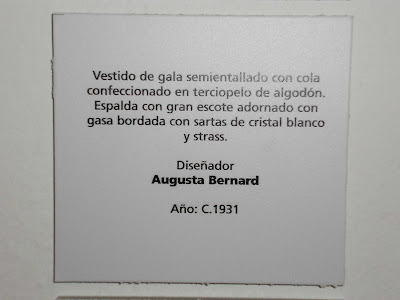 Vestido de gala semientallado con cola
confeccionado en terciopelo de algodón.
Espalda con gran escote adornado con
gasa bordada con sartas de cristal blanco
y strass.
Diseñador
Augusta Bernard
Año: C.1931